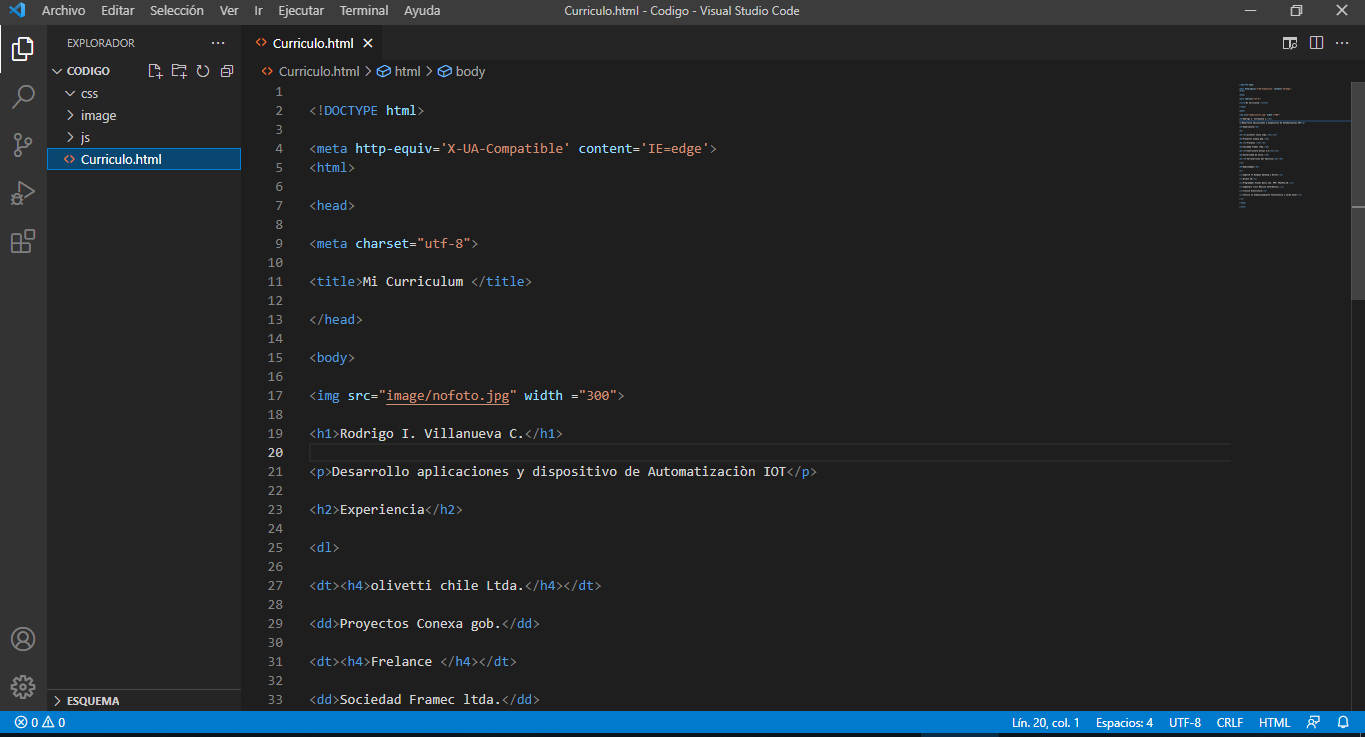 Archivo Editar Selección Ver Ir Ejecutar Terminal Ayuda Curriculo.html - Codigo - Visual Studio Code
EXPLORADOR
CODIGO
css
image
js
Curriculo.html
ESQUEMA
Curriculo.html
Curriculo.html > html > body
1
2 <!DOCTYPE html>
3
4 <meta http-equiv='X-UA-Compatible' content='IE=edge'>
5 <html>
6
7 <head>
8
9 <meta charset="utf-8">
10
11 <title>Mi Curriculum </title>
12
13 </head>
14
15 <body>
16
17 <img src="image/nofoto.jpg" width ="300">
18
19 <h1>Rodrigo I. Villanueva C.</h1>
20
21 <p>Desarrollo aplicaciones y dispositivo de Automatizaciòn IOT</p>
22
23 <h2>Experiencia</h2>
24
25 <dl>
26
27 <dt><h4>olivetti chile Ltda.</h4></dt>
28
29 <dd>Proyectos Conexa gob.</dd>
30
31 <dt><h4>Frelance </h4></dt>
32
33 <dd>Sociedad Framec ltda.</dd>
0 0 Lín. 20, col. 1 Espacios: 4 UTF-8 CRLF HTML